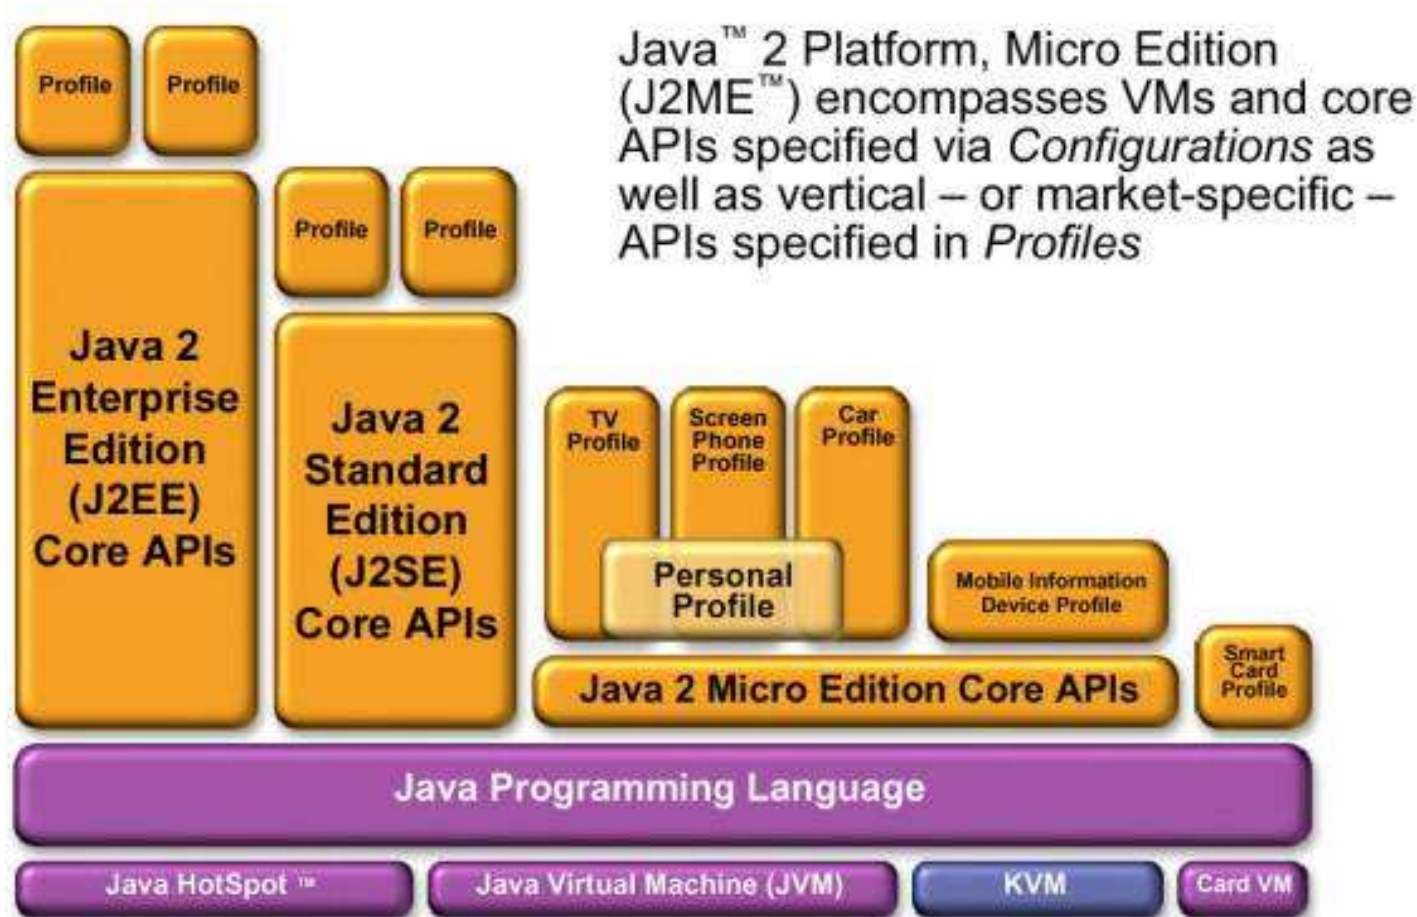 Java™ 2 Platform, Micro Edition
(J2ME™) encompasses VMs and core
APIs specified via Configurations as
well as vertical – or market-specific –
APIs specified in Profiles
Profile
Profile
Java 2
Enterprise
Edition
(J2EE)
Core APIs
Profile
Profile
Java 2
Standard
Edition
(J2SE)
Core APIs
TV
Profile
Screen
Phone
Profile
Car
Profile
Personal
Profile
Mobile Information
Device Profile
Java 2 Micro Edition Core APIs
Smart
Card
Profile
Java Programming Language
Java HotSpot ™
Java Virtual Machine (JVM)
KVM
Card VM